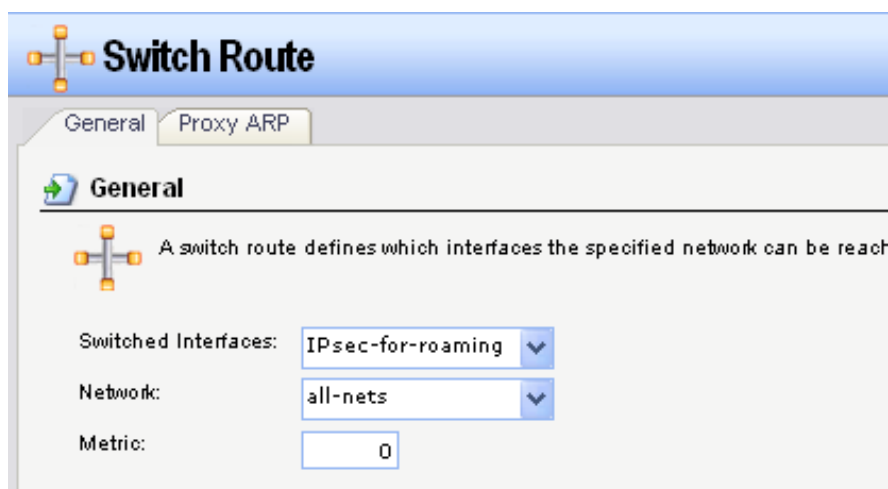 Switch Route
General Proxy ARP
General
A switch route defines which interfaces the specified network can be reach
Switched Interfaces: IPsec-for-roaming
Network: all-nets
Metric: 0